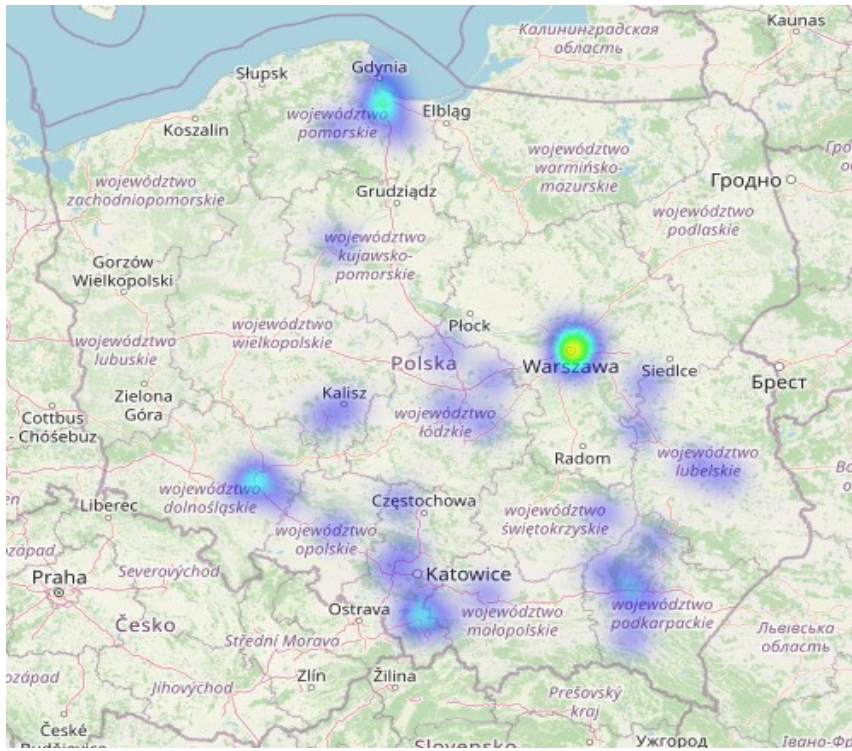 Kaunas
Калининградская
область
Gdynia
Słupsk
Elbląg
województwo
pomorskie
Koszalin
województwo
warmińsko-
mazurskie
Гродно
województwo
zachodniopomorskie
Grudziądz
województwo
podlaskie
województwo
kujawsko-
pomorskie
Gorzów
Wielkopolski
Płock
województwo
wielkopolskie
województwo
lubuskie
Polska
Warszawa
Siedlce
Брест
Zielona
Góra
Kalisz
Cottbus
- Chóśebuz
województwo
łódzkie
Radom
województwo
lubelskie
województwo
dolnośląskie
Liberec
Częstochowa
województwo
świętokrzyskie
województwo
opolskie
ozápad
Severovýchod
Katowice
Praha
Ostrava
województwo
małopolskie
województwo
podkarpackie
Česko
Střední Morava
Львівська
область
ozápad
Jihovýchod
Zlín
Žilina
Prešovský
kraj
České
Slovensko
Ужгород